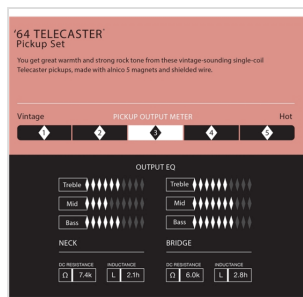 '64 TELECASTER®
Pickup Set
You get great warmth and strong rock tone from these vintage-sounding single-coil
Telecaster pickups, made with alnico 5 magnets and shielded wire.
Vintage PICKUP OUTPUT METER Hot
1 2 3 4 5
OUTPUT EQ
Treble Treble
Mid Mid
Bass Bass
NECK BRIDGE
DC RESISTANCE INDUCTANCE DC RESISTANCE INDUCTANCE
Ω 7.4k L 2.1h Ω 6.0k L 2.8h